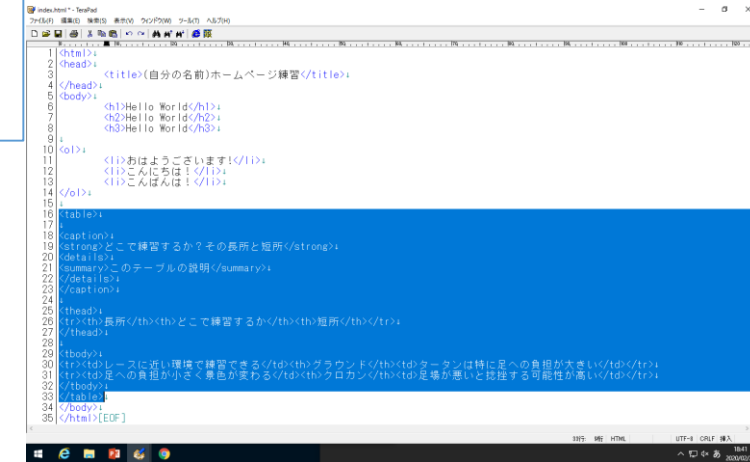 index.html * - TeraPad
ファイル(F) 編集(E) 検索(S) 表示(V) ウィンドウ(W) ツール(T) ヘルプ(H)
1 <html>↓
2 <head>↓
3 <title>(自分の名前)ホームページ練習</title>↓
4 </head>↓
5 <body>↓
6 <h1>Hello World</h1>↓
7 <h2>Hello World</h2>↓
8 <h3>Hello World</h3>↓
9 ↓
10 <ol>↓
11 <li>おはようございます!</li>↓
12 <li>こんにちは！</li>↓
13 <li>こんばんは！</li>↓
14 </ol>↓
15 ↓
16 <table>↓
17 ↓
18 <caption>↓
19 <strong>どこで練習するか？その長所と短所</strong>↓
20 <details>↓
21 <summary>このテーブルの説明</summary>↓
22 </details>↓
23 </caption>↓
24 ↓
25 <thead>↓
26 <tr><th>長所</th><th>どこで練習するか</th><th>短所</th></tr>↓
27 </thead>↓
28 ↓
29 <tbody>↓
30 <tr><td>レースに近い環境で練習できる</td><th>グラウンド</th><td>タータンは特に足への負担が大きい</td></tr>↓
31 <tr><td>足への負担が小さく景色が変わる</td><th>クロカン</th><td>足場が悪いと捻挫する可能性が高い</td></tr>↓
32 </tbody>↓
33 </table>↓
34 </body>↓
35 </html>[EOF]
33行: 9桁 HTML UTF-8 CRLF 挿入
あ 18:41